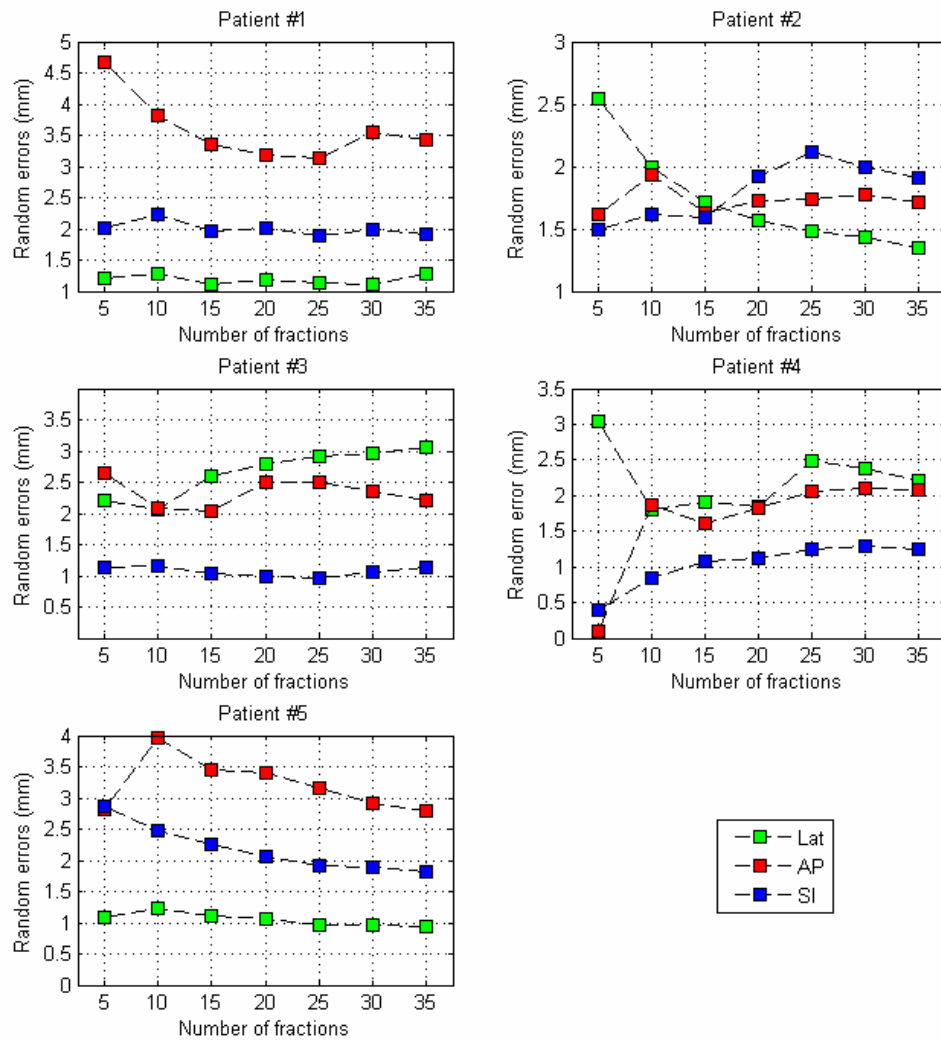 Patient #1
Random errors (mm)
5
4.5
4
3.5
3
2.5
2
1.5
1
5 10 15 20 25 30 35
Number of fractions
Patient #2
Random errors (mm)
3
2.5
2
1.5
1
5 10 15 20 25 30 35
Number of fractions
Patient #3
Random errors (mm)
3.5
3
2.5
2
1.5
1
0.5
5 10 15 20 25 30 35
Number of fractions
Patient #4
Random error (mm)
3.5
3
2.5
2
1.5
1
0.5
0
5 10 15 20 25 30 35
Number of fractions
Patient #5
Random errors (mm)
4
3.5
3
2.5
2
1.5
1
0.5
0
5 10 15 20 25 30 35
Number of fractions
Lat
AP
SI